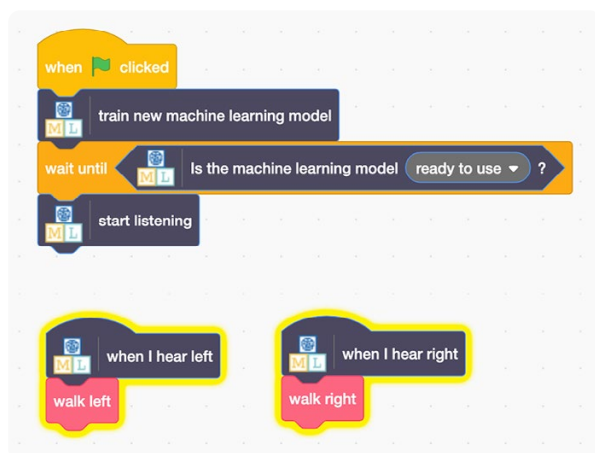 when clicked
ML train new machine learning model
wait until ML Is the machine learning model ready to use ?
ML start listening
ML when I hear left
walk left
ML when I hear right
walk right